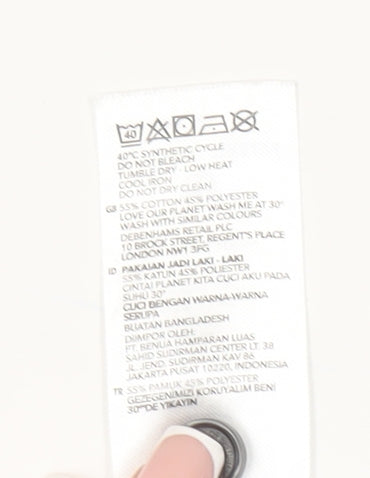 40
40°C SYNTHETIC CYCLE
DO NOT BLEACH
TUMBLE DRY - LOW HEAT
COOL IRON
DO NOT DRY CLEAN
GB 55% COTTON 45% POLYESTER
LOVE OUR PLANET WASH ME AT 30°
WASH WITH SIMILAR COLOURS
DEBENHAMS RETAIL PLC
10 BROCK STREET, REGENT'S PLACE
LONDON NW1 3FG
ID PAKAIAN JADI LAKI - LAKI
55% KATUN 45% POLIESTER
CINTAI PLANET KITA CUCI AKU PADA
SUHU 30°
CUCI DENGAN WARNA-WARNA
SERUPA
BUATAN BANGLADESH
DIIMPOR OLEH:
PT. BENUA HAMPARAN LUAS
SAHID SUDIRMAN CENTER LT. 38
JL. JEND. SUDIRMAN KAV 86
JAKARTA PUSAT 10220, INDONESIA
TR 55% PAMUK 45% POLYESTER
GEZEGENIMIZI KORUYALIM BENI
30°DE YIKAYIN